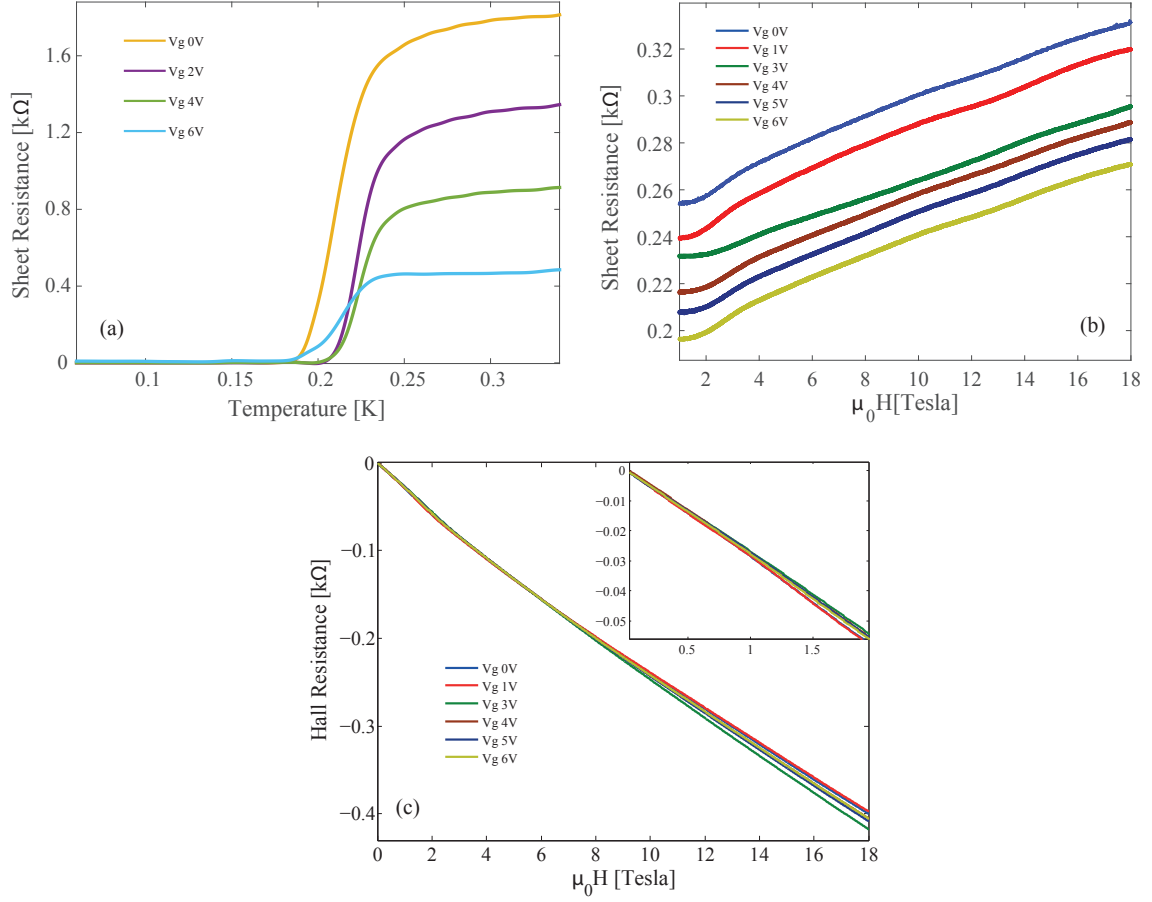 Sheet Resistance [kΩ]
1.6
1.2
0.8
0.4
0
Vg 0V
Vg 2V
Vg 4V
Vg 6V
(a)
0.1 0.15 0.2 0.25 0.3
Temperature [K]
Sheet Resistance [kΩ]
0.32
0.3
0.28
0.26
0.24
0.22
0.2
Vg 0V
Vg 1V
Vg 3V
Vg 4V
Vg 5V
Vg 6V
(b)
2 4 6 8 10 12 14 16 18
μ0H[Tesla]
Hall Resistance [kΩ]
0
−0.1
−0.2
−0.3
−0.4
0
−0.01
−0.02
−0.03
−0.04
−0.05
0.5 1 1.5
Vg 0V
Vg 1V
Vg 3V
Vg 4V
Vg 5V
Vg 6V
(c)
0 2 4 6 8 10 12 14 16 18
μ0H [Tesla]